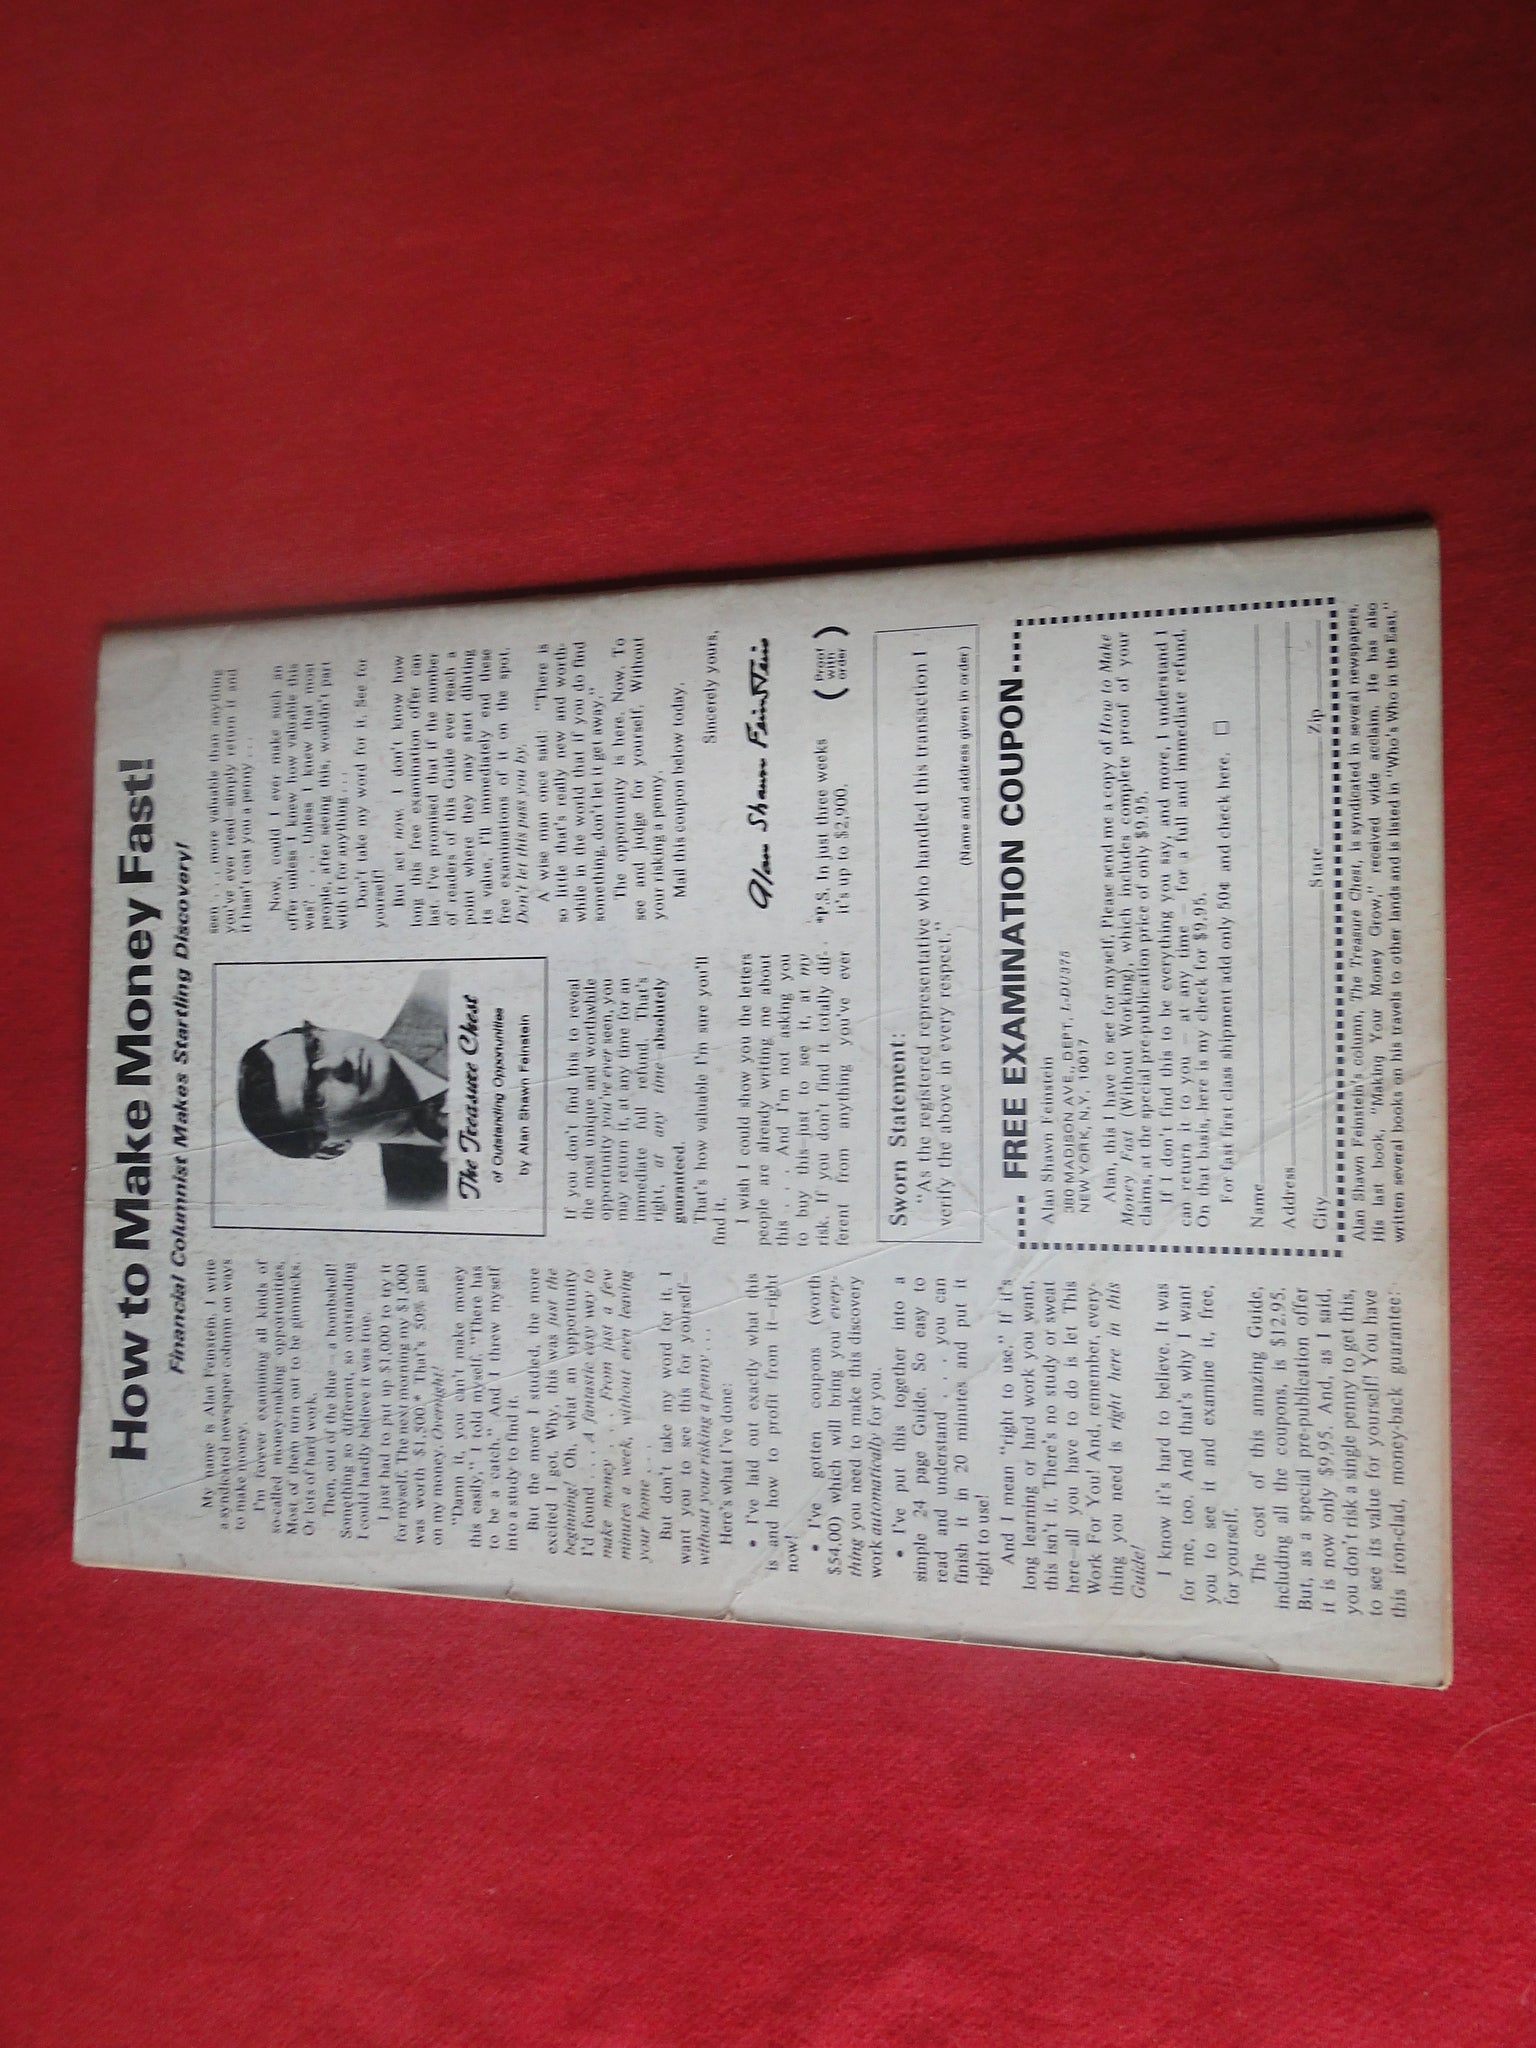 How to Make Money Fast!
Financial Columnist Makes Startling Discovery!
My name is Alan Feinstein. I write
a syndicated newspaper column on ways
to make money.
I'm forever examining all kinds of
so-called money-making opportunities.
Most of them turn out to be gimmicks.
Or lots of hard work.
Then, out of the blue — a bombshell!
Something so different, so outstanding
I could hardly believe it was true.
I just had to put up $1,000 to try it
for myself. The next morning my $1,000
was worth $1,500* That's 50% gain
on my money. Overnight!
"Damn it, you can't make money
this easily," I told myself. "There has
to be a catch." And I threw myself
into a study to find it.
But the more I studied, the more
excited I got. Why, this was just the
beginning! Oh, what an opportunity
I'd found . . . A fantastic easy way to
make money . . . From just a few
minutes a week, without even leaving
your home . . .
But don't take my word for it. I
want you to see this for yourself—
without your risking a penny . . .
Here's what I've done:
• I've laid out exactly what this
is and how to profit from it—right
now!
• I've gotten coupons (worth
$54.00) which will bring you every-
thing you need to make this discovery
work automatically for you.
• I've put this together into a
simple 24 page Guide. So easy to
read and understand . . . you can
finish it in 20 minutes and put it
right to use!
And I mean "right to use." If it's
long learning or hard work you want,
this isn't it. There's no study or sweat
here—all you have to do is let This
Work For You! And, remember, every-
thing you need is right here in this
Guide!
I know it's hard to believe. It was
for me, too. And that's why I want
you to see it and examine it, free,
for yourself.
The cost of this amazing Guide,
including all the coupons, is $12.95.
But, as a special pre-publication offer
it is now only $9.95. And, as I said,
you don't risk a single penny to get this,
to see its value for yourself! You have
this iron-clad, money-back guarantee:
The Treasure Chest
of Outstanding Opportunities
by Alan Shawn Feinstein
If you don't find this to reveal
the most unique and worthwhile
opportunity you've ever seen, you
may return it, at any time for an
immediate full refund. That's
right, at any time—absolutely
guaranteed.
That's how valuable I'm sure you'll
find it.
I wish I could show you the letters
people are already writing me about
this . . . And I'm not asking you
to buy this—just to see it, at my
risk. If you don't find it totally dif-
ferent from anything you've ever
seen . . . more valuable than anything
you've ever read—simply return it and
it hasn't cost you a penny . . .
Now, could I ever make such an
offer unless I knew how valuable this
was? . . . Unless I knew that most
people, after seeing this, wouldn't part
with it for anything . . .
Don't take my word for it. See for
yourself!
But act now. I don't know how
long this free examination offer can
last. I've promised that if the number
of readers of this Guide ever reach a
point where they may start diluting
its value, I'll immediately end these
free examinations of it on the spot.
Don't let this pass you by.
A wise man once said: "There is
so little that's really new and worth-
while in the world that if you do find
something, don't let it get away."
The opportunity is here. Now. To
see and judge for yourself. Without
your risking a penny.
Mail this coupon below today.
Sincerely yours,
Alan Shawn Feinstein
*P.S. In just three weeks
it's up to $2,900.
(Proof
with
order)
Sworn Statement:
"As the registered representative who handled this transaction I
verify the above in every respect."
(Name and address given in order)
FREE EXAMINATION COUPON
Alan Shawn Feinstein
380 MADISON AVE., DEPT. L-DU375
NEW YORK, N.Y. 10017
Alan, this I have to see for myself. Please send me a copy of How to Make
Money Fast (Without Working), which includes complete proof of your
claims, at the special pre-publication price of only $9.95.
If I don't find this to be everything you say, and more, I understand I
can return it to you — at any time — for a full and immediate refund.
On that basis, here is my check for $9.95.
For fast first class shipment add only 50¢ and check here. □
Name
Address
City State Zip
Alan Shawn Feinstein's column, The Treasure Chest, is syndicated in several newspapers.
His last book, "Making Your Money Grow," received wide acclaim. He has also
written several books on his travels to other lands and is listed in "Who's Who in the East."